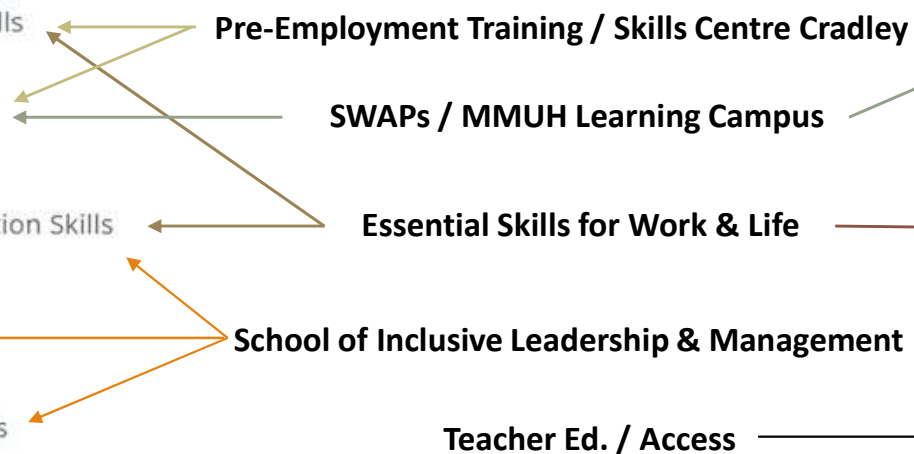 lls
Pre-Employment Training / Skills Centre Cradley
SWAPs / MMUH Learning Campus
tion Skills
Essential Skills for Work & Life
School of Inclusive Leadership & Management
s
Teacher Ed. / Access